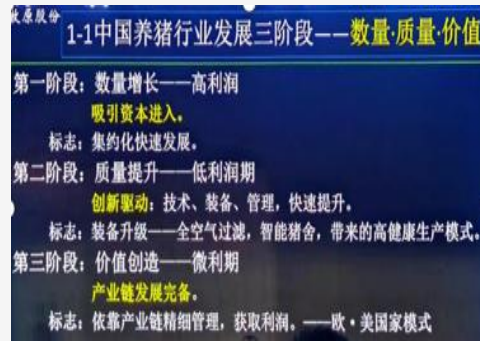 牧原股份
1-1中国养猪行业发展三阶段——数量·质量·价值
第一阶段：数量增长——高利润
吸引资本进入。
标志：集约化快速发展。
第二阶段：质量提升——低利润期
创新驱动：技术、装备、管理，快速提升。
标志：装备升级——全空气过滤，智能猪舍，带来的高健康生产模式。
第三阶段：价值创造——微利期
产业链发展完备。
标志：依靠产业链精细管理，获取利润。——欧·美国家模式